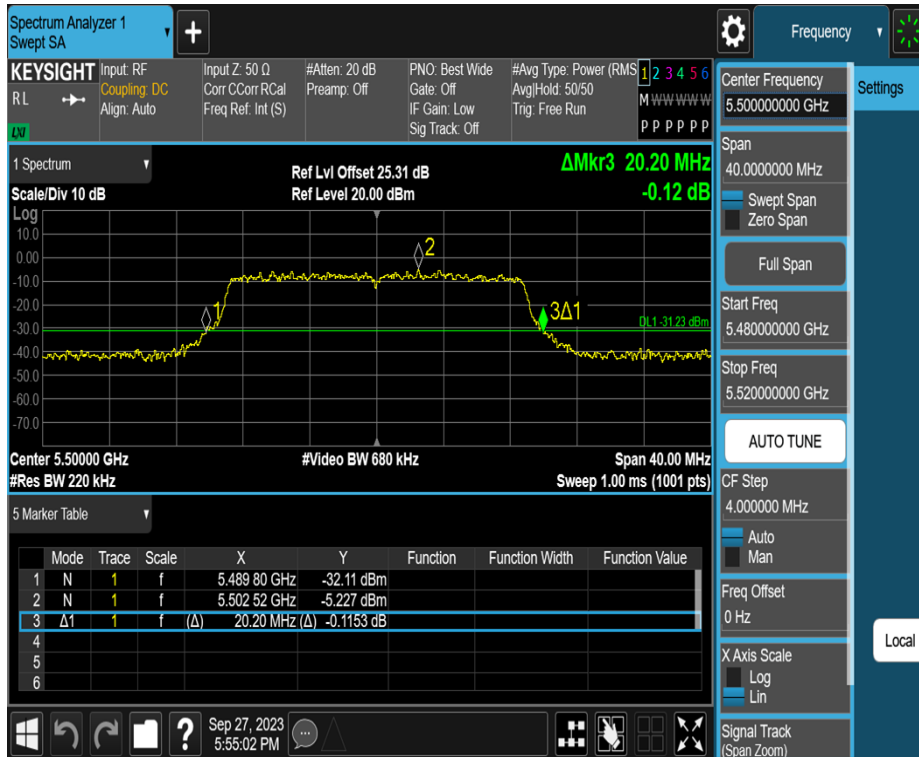 Spectrum Analyzer 1
Swept SA
+
Frequency
KEYSIGHT
RL
LXI
Input: RF
Coupling: DC
Align: Auto
Input Z: 50 Ω
Corr CCorr RCal
Freq Ref: Int (S)
#Atten: 20 dB
Preamp: Off
PNO: Best Wide
Gate: Off
IF Gain: Low
Sig Track: Off
#Avg Type: Power (RMS
Avg|Hold: 50/50
Trig: Free Run
1 2 3 4 5 6
M W W W W W
P P P P P P
1 Spectrum
Scale/Div 10 dB
Ref Lvl Offset 25.31 dB
Ref Level 20.00 dBm
ΔMkr3 20.20 MHz
-0.12 dB
Log
10.0
0.00
-10.0
-20.0
-30.0
-40.0
-50.0
-60.0
-70.0
2
1
3Δ1
DL1 -31.23 dBm
Center 5.50000 GHz
#Video BW 680 kHz
Span 40.00 MHz
#Res BW 220 kHz
Sweep 1.00 ms (1001 pts)
5 Marker Table
Mode Trace Scale X Y Function Function Width Function Value
1 N 1 f 5.489 80 GHz -32.11 dBm
2 N 1 f 5.502 52 GHz -5.227 dBm
3 Δ1 1 f (Δ) 20.20 MHz (Δ) -0.1153 dB
4
5
6
?
Sep 27, 2023
5:55:02 PM
Center Frequency
5.500000000 GHz
Span
40.0000000 MHz
Swept Span
Zero Span
Full Span
Start Freq
5.480000000 GHz
Stop Freq
5.520000000 GHz
AUTO TUNE
CF Step
4.000000 MHz
Auto
Man
Freq Offset
0 Hz
X Axis Scale
Log
Lin
Signal Track
(Span Zoom)
Settings
Local